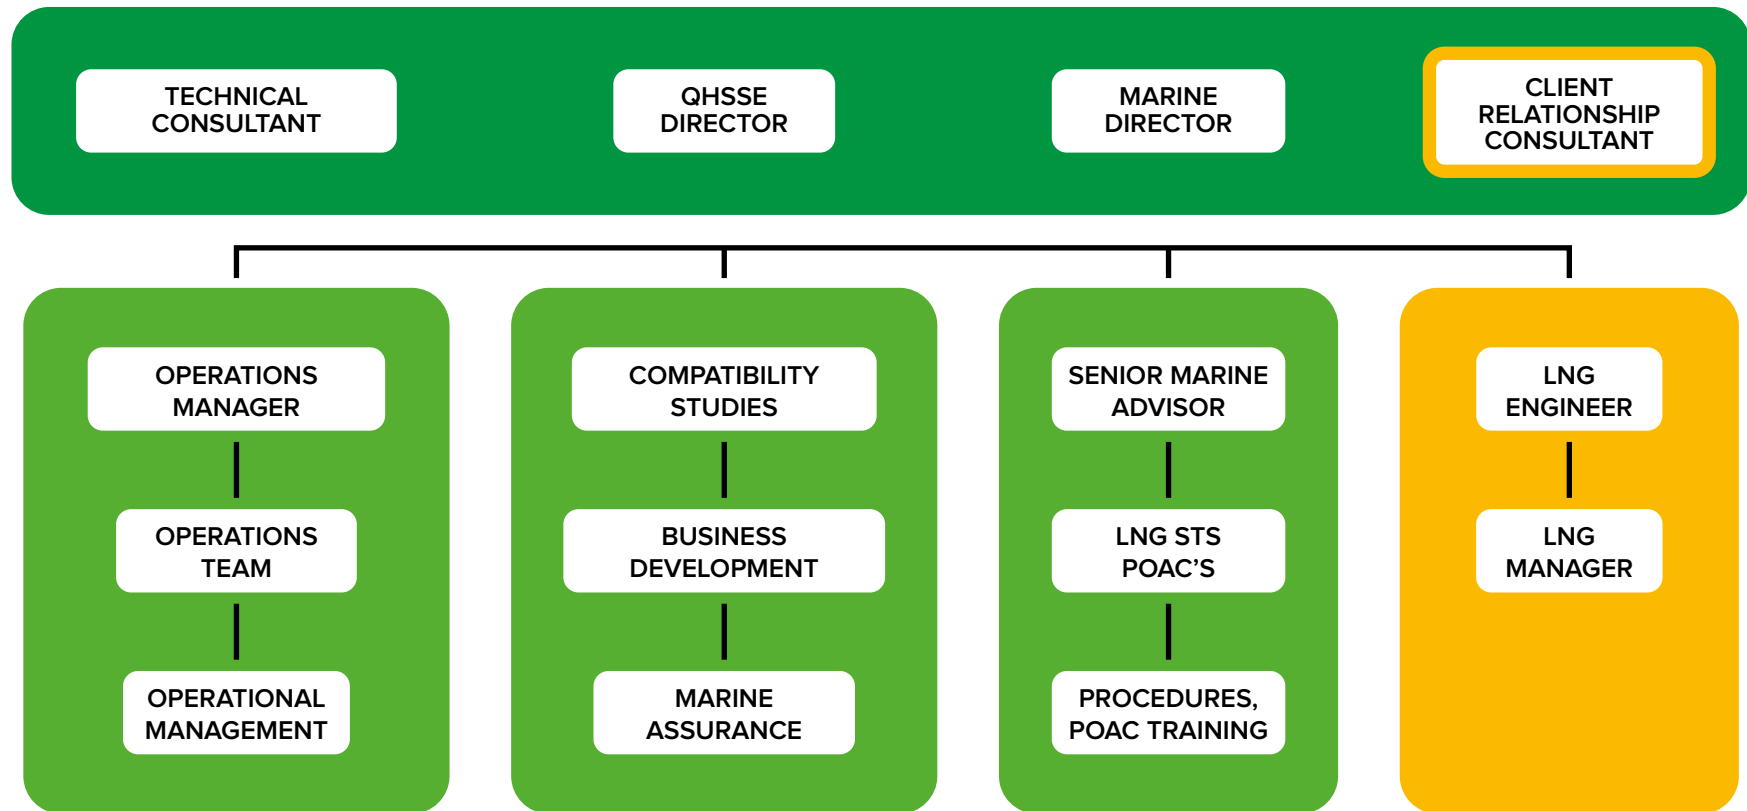 TECHNICAL
CONSULTANT
QHSSE
DIRECTOR
MARINE
DIRECTOR
CLIENT
RELATIONSHIP
CONSULTANT
OPERATIONS
MANAGER
OPERATIONS
TEAM
OPERATIONAL
MANAGEMENT
COMPATIBILITY
STUDIES
BUSINESS
DEVELOPMENT
MARINE
ASSURANCE
SENIOR MARINE
ADVISOR
LNG STS
POAC’S
PROCEDURES,
POAC TRAINING
LNG
ENGINEER
LNG
MANAGER